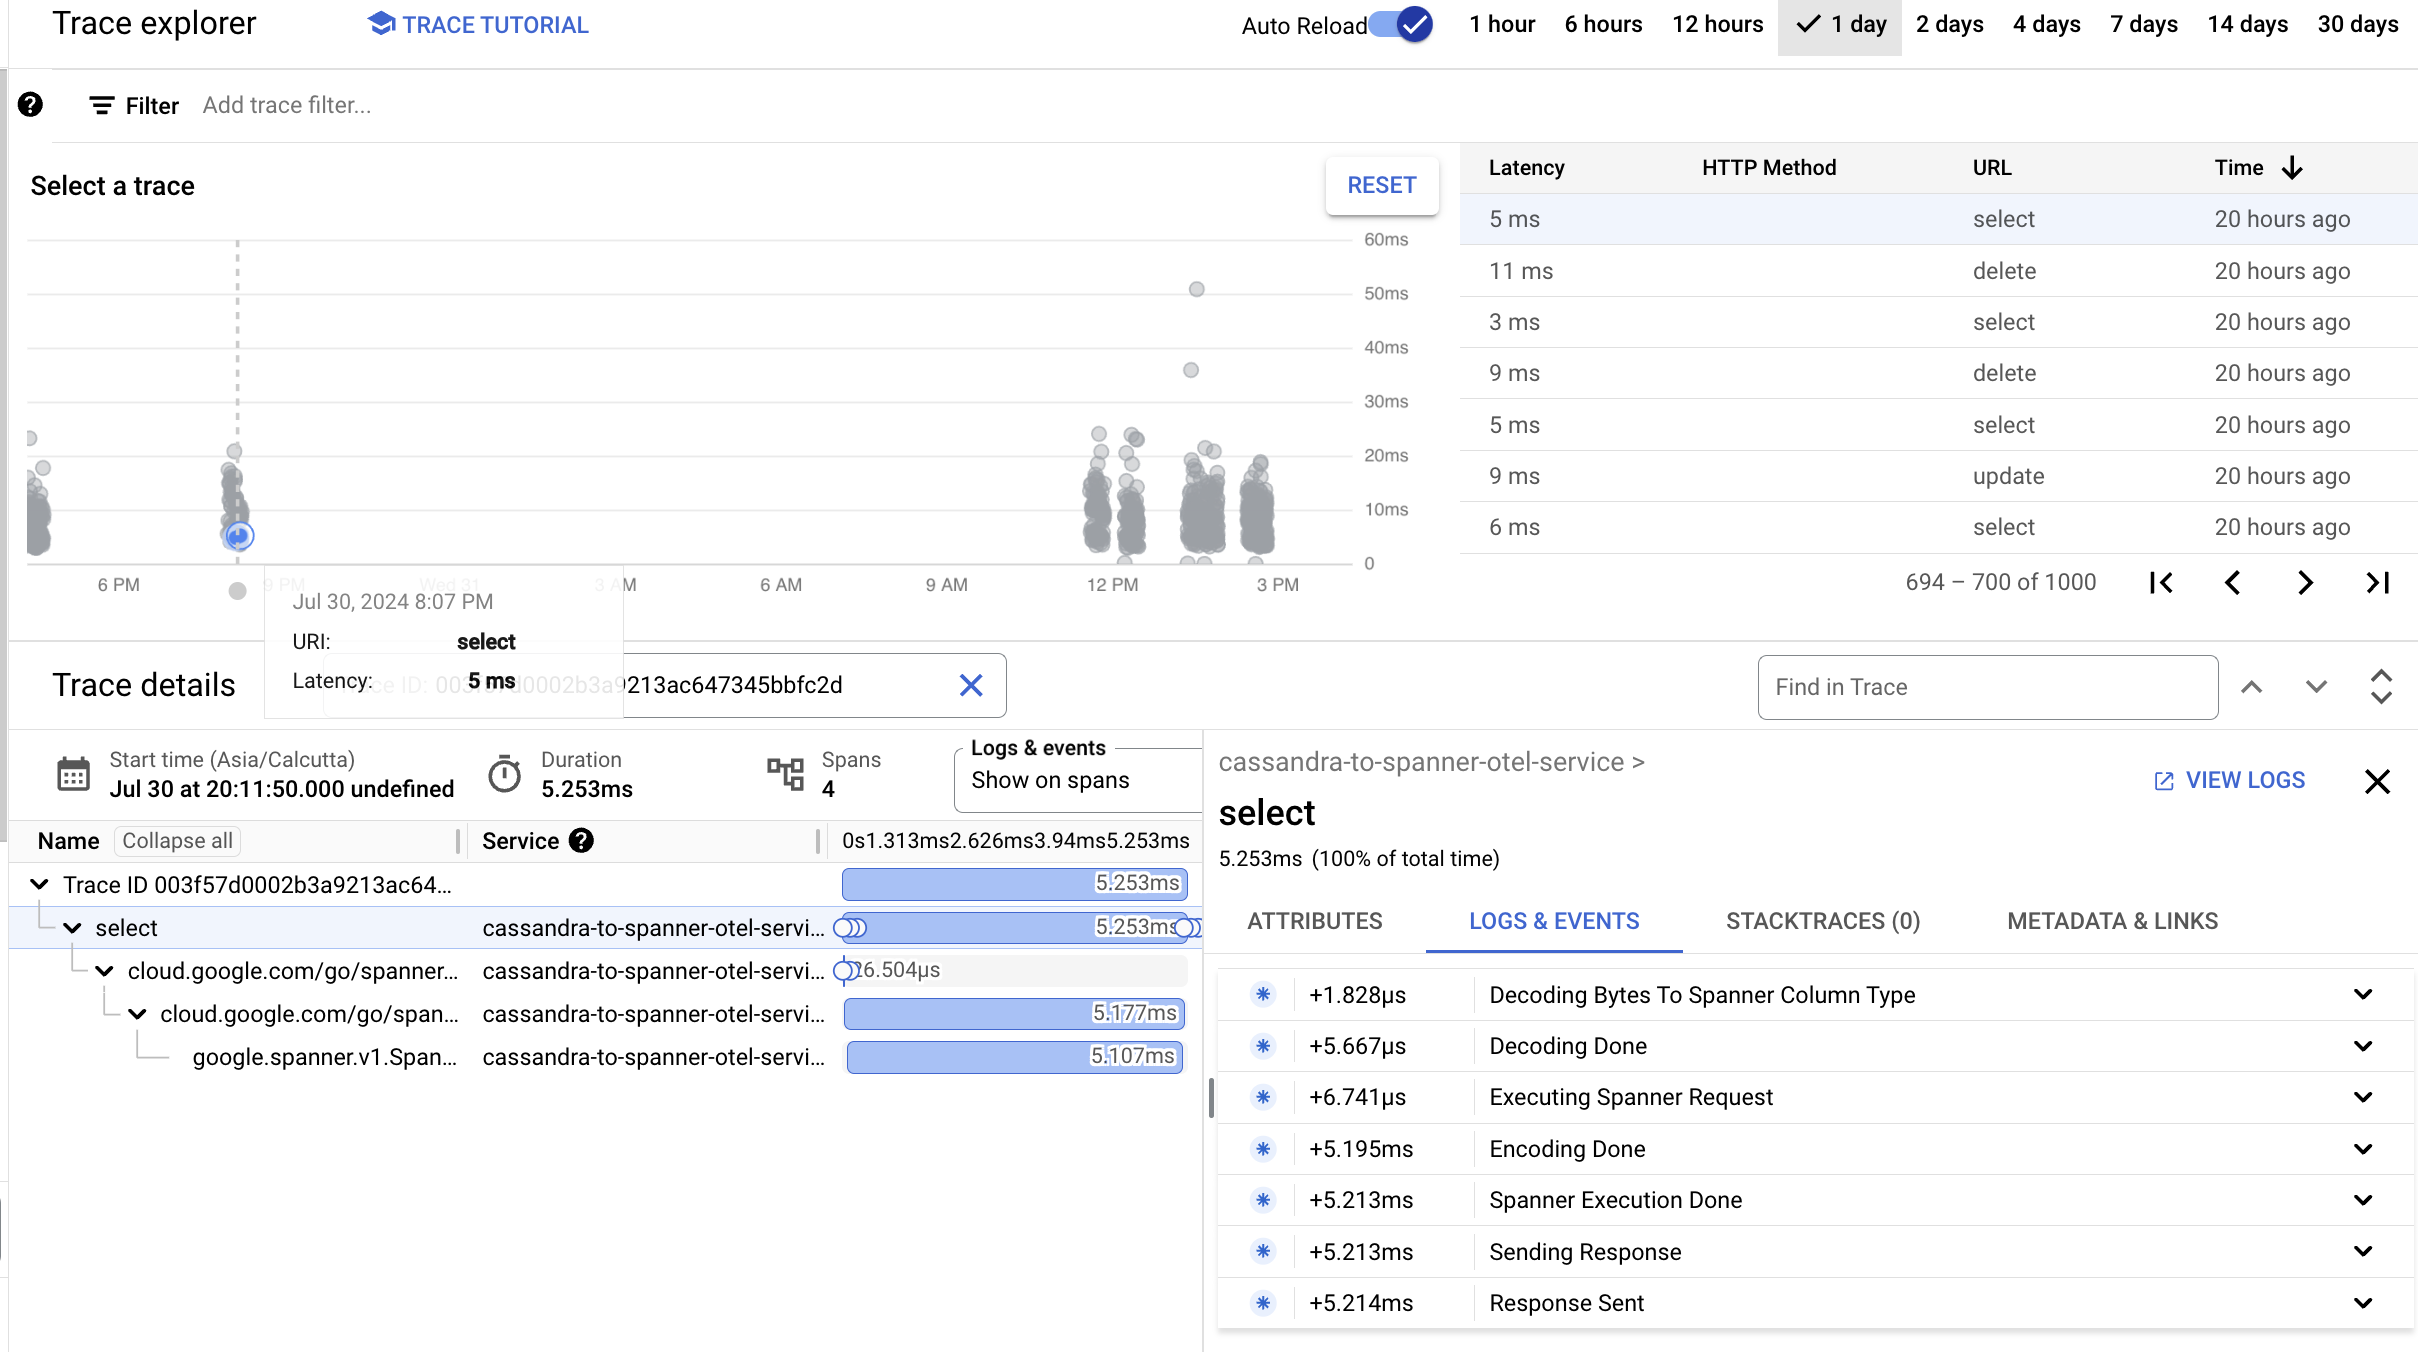 Trace explorer
TRACE TUTORIAL
Auto Reload
1 hour
6 hours
12 hours
1 day
2 days
4 days
7 days
14 days
30 days
Filter
Add trace filter...
Select a trace
RESET
60ms
50ms
40ms
30ms
20ms
10ms
0
6 PM
9 PM
Wed 31
3 AM
6 AM
9 AM
12 PM
3 PM
Jul 30, 2024 8:07 PM
URI: select
Latency: 5 ms
Latency HTTP Method URL Time
5 ms select 20 hours ago
11 ms delete 20 hours ago
3 ms select 20 hours ago
9 ms delete 20 hours ago
5 ms select 20 hours ago
9 ms update 20 hours ago
6 ms select 20 hours ago
694 – 700 of 1000
Trace details
Trace ID: 003f57d0002b3a9213ac647345bbfc2d
Find in Trace
Start time (Asia/Calcutta)
Jul 30 at 20:11:50.000 undefined
Duration
5.253ms
Spans
4
Logs & events
Show on spans
Name Collapse all Service 0s1.313ms2.626ms3.94ms5.253ms
Trace ID 003f57d0002b3a9213ac64... 5.253ms
select cassandra-to-spanner-otel-servi... 5.253ms
cloud.google.com/go/spanner... cassandra-to-spanner-otel-servi... 26.504µs
cloud.google.com/go/span... cassandra-to-spanner-otel-servi... 5.177ms
google.spanner.v1.Span... cassandra-to-spanner-otel-servi... 5.107ms
cassandra-to-spanner-otel-service >
select
5.253ms (100% of total time)
VIEW LOGS
ATTRIBUTES
LOGS & EVENTS
STACKTRACES (0)
METADATA & LINKS
+1.828µs Decoding Bytes To Spanner Column Type
+5.667µs Decoding Done
+6.741µs Executing Spanner Request
+5.195ms Encoding Done
+5.213ms Spanner Execution Done
+5.213ms Sending Response
+5.214ms Response Sent